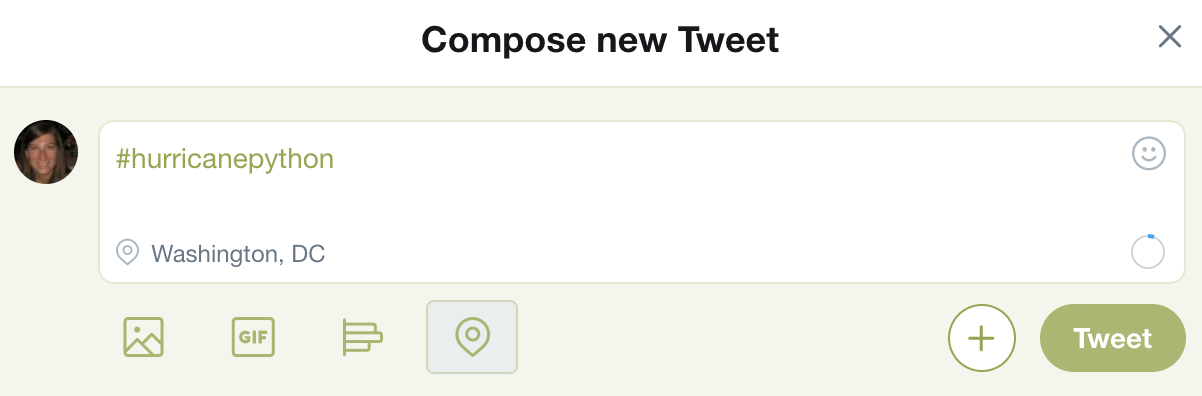 Compose new Tweet
#hurricanepython
Washington, DC
GIF
Tweet